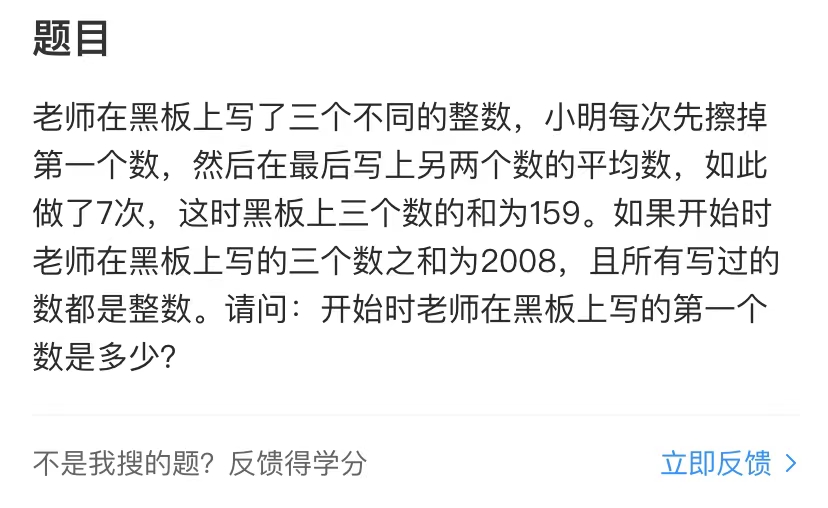 题目
老师在黑板上写了三个不同的整数，小明每次先擦掉
第一个数，然后在最后写上另两个数的平均数，如此
做了7次，这时黑板上三个数的和为159。如果开始时
老师在黑板上写的三个数之和为2008，且所有写过的
数都是整数。请问：开始时老师在黑板上写的第一个
数是多少？
不是我搜的题？反馈得学分
立即反馈 >